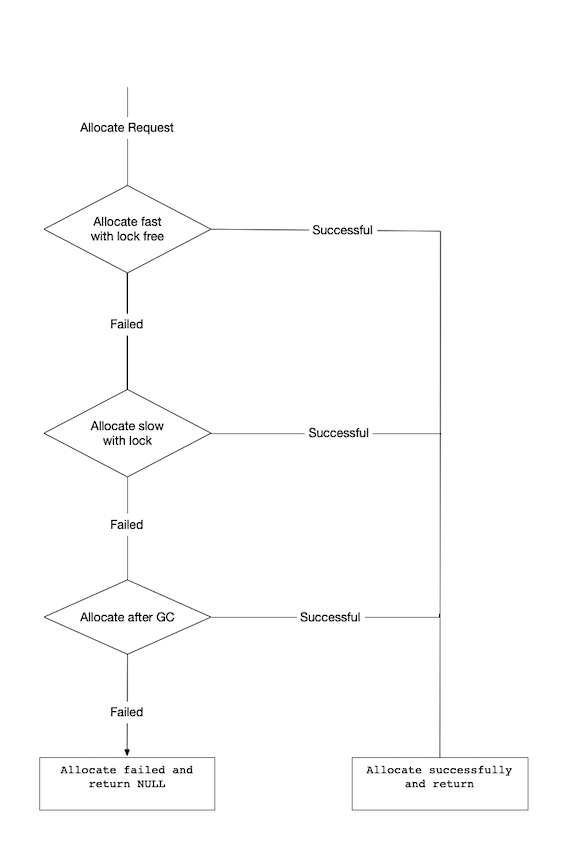 Allocate Request
Allocate fast
with lock free
Successful
Failed
Allocate slow
with lock
Successful
Failed
Allocate after GC
Successful
Failed
Allocate failed and
return NULL
Allocate successfully
and return